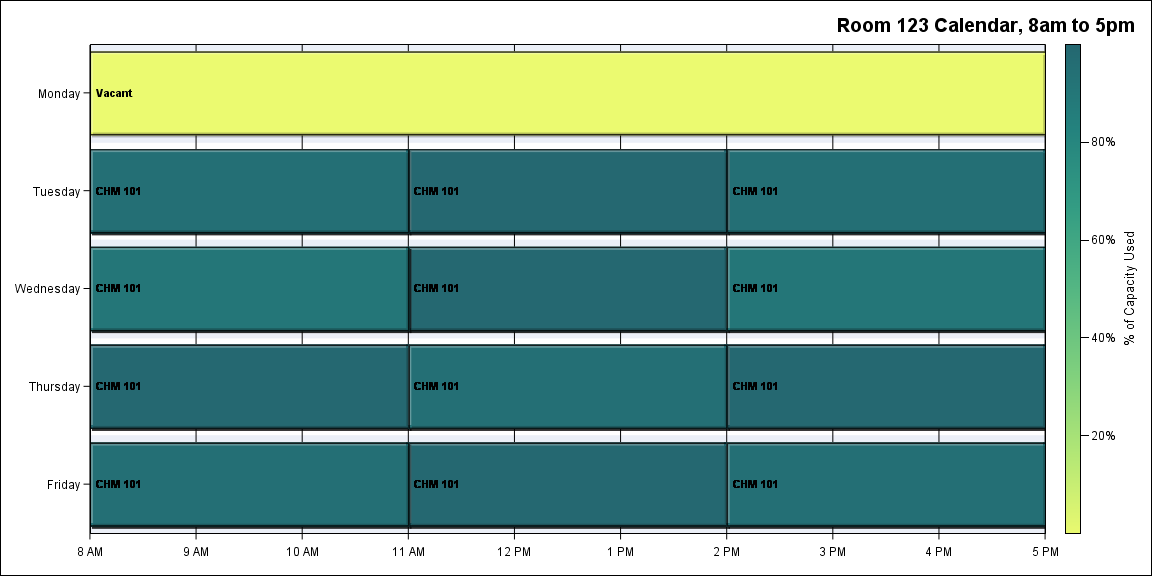 Room 123 Calendar, 8am to 5pm
Monday
Vacant
Tuesday
CHM 101
CHM 101
CHM 101
Wednesday
CHM 101
CHM 101
CHM 101
Thursday
CHM 101
CHM 101
CHM 101
Friday
CHM 101
CHM 101
CHM 101
8 AM
9 AM
10 AM
11 AM
12 PM
1 PM
2 PM
3 PM
4 PM
5 PM
80%
60%
40%
20%
% of Capacity Used